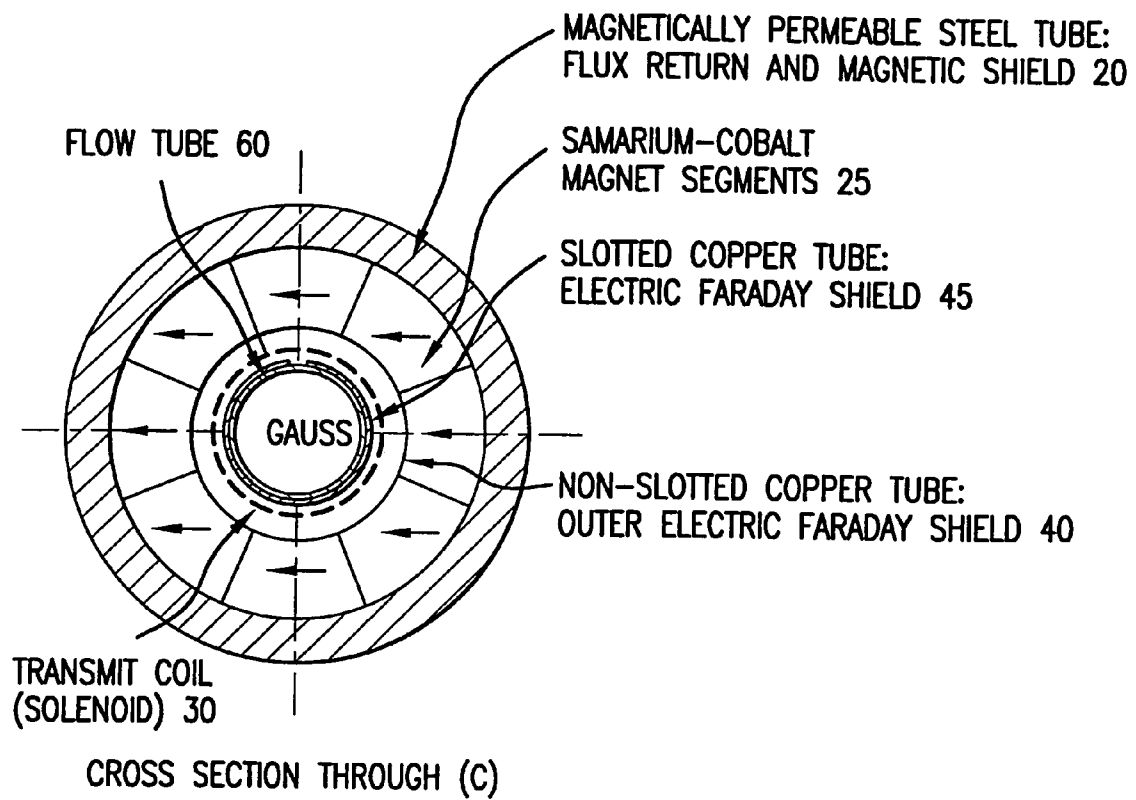 MAGNETICALLY PERMEABLE STEEL TUBE:
FLUX RETURN AND MAGNETIC SHIELD 20
FLOW TUBE 60
SAMARIUM-COBALT
MAGNET SEGMENTS 25
SLOTTED COPPER TUBE:
ELECTRIC FARADAY SHIELD 45
GAUSS
NON-SLOTTED COPPER TUBE:
OUTER ELECTRIC FARADAY SHIELD 40
TRANSMIT COIL
(SOLENOID) 30
CROSS SECTION THROUGH (C)